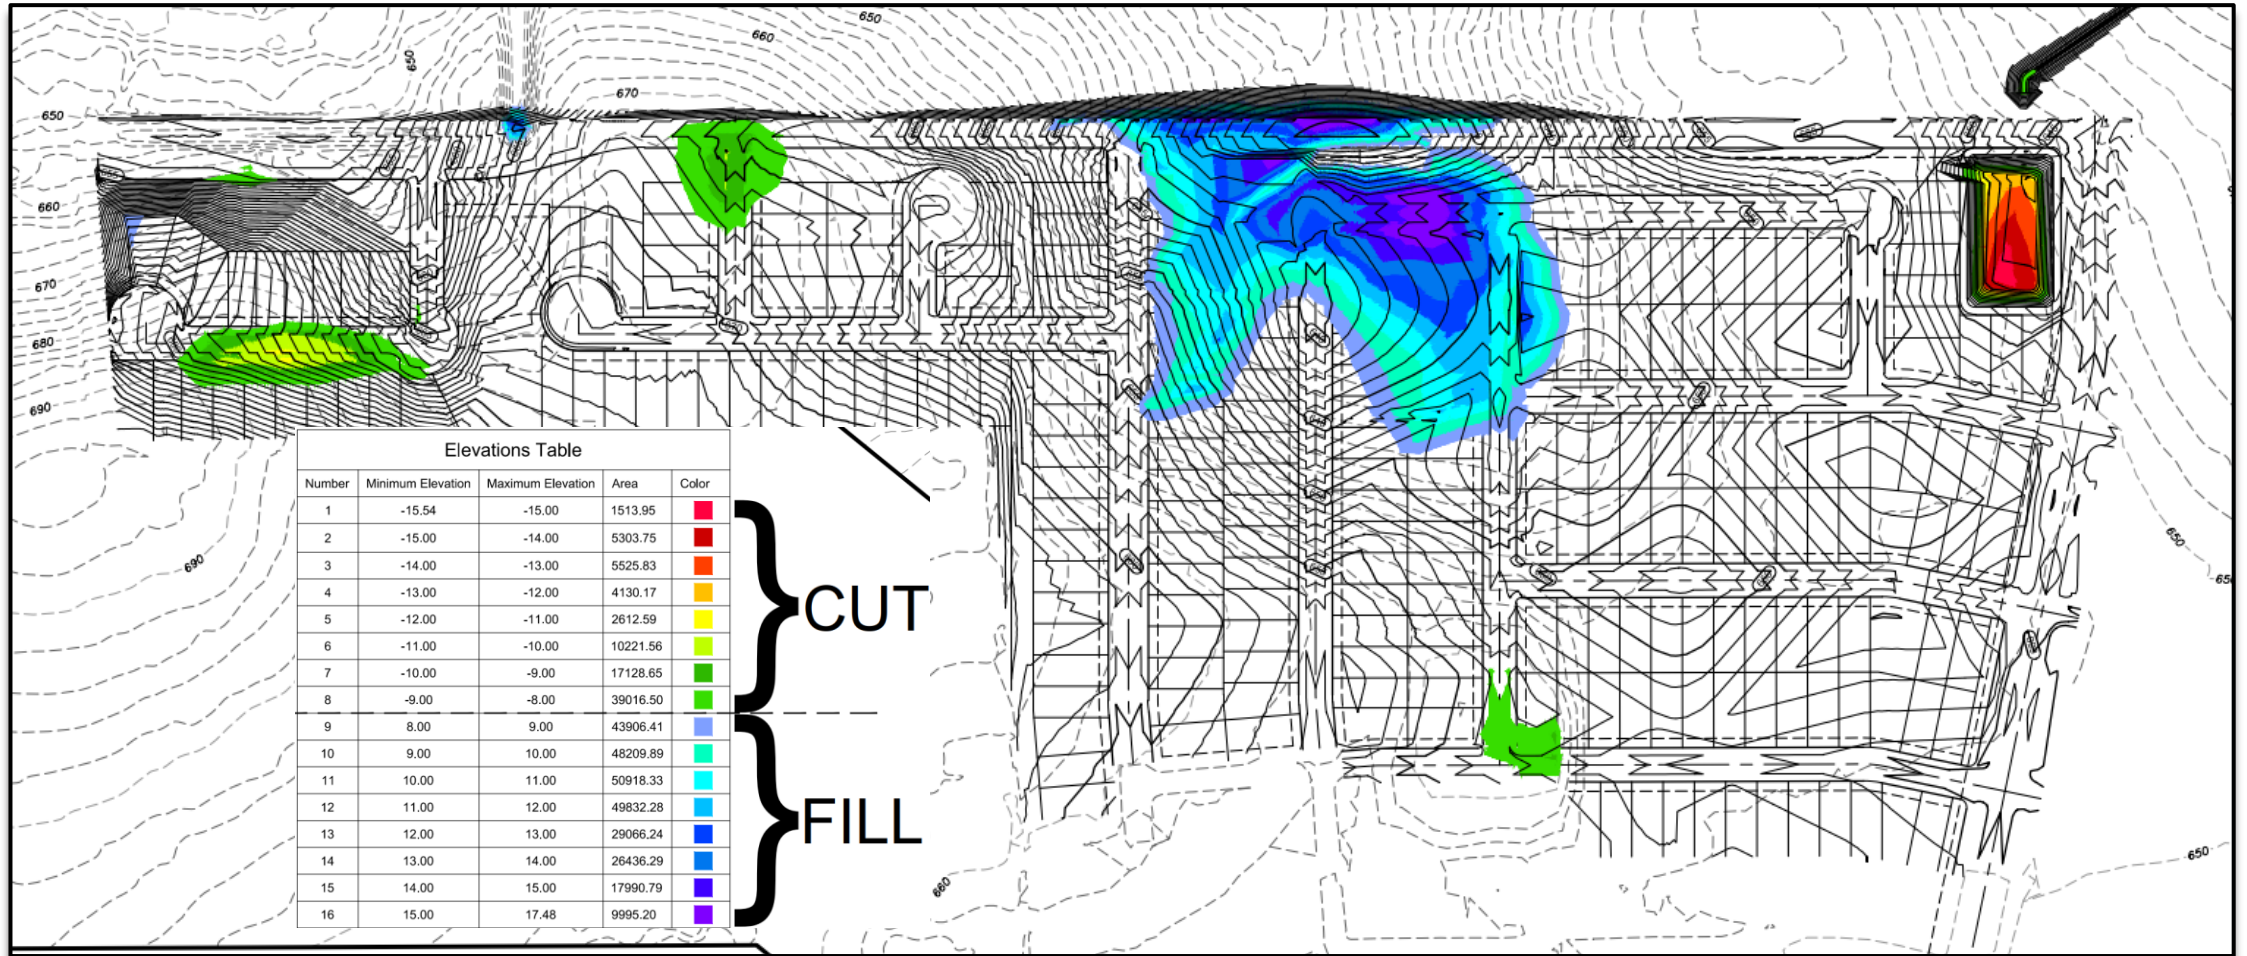 650
660
650
670
650
660
670
680
690
690
650
65
650
660
Elevations Table
Number Minimum Elevation Maximum Elevation Area Color
1 -15.54 -15.00 1513.95
2 -15.00 -14.00 5303.75
3 -14.00 -13.00 5525.83
4 -13.00 -12.00 4130.17
5 -12.00 -11.00 2612.59
6 -11.00 -10.00 10221.56
7 -10.00 -9.00 17128.65
8 -9.00 -8.00 39016.50
9 8.00 9.00 43906.41
10 9.00 10.00 48209.89
11 10.00 11.00 50918.33
12 11.00 12.00 49832.28
13 12.00 13.00 29066.24
14 13.00 14.00 26436.29
15 14.00 15.00 17990.79
16 15.00 17.48 9995.20
CUT
FILL